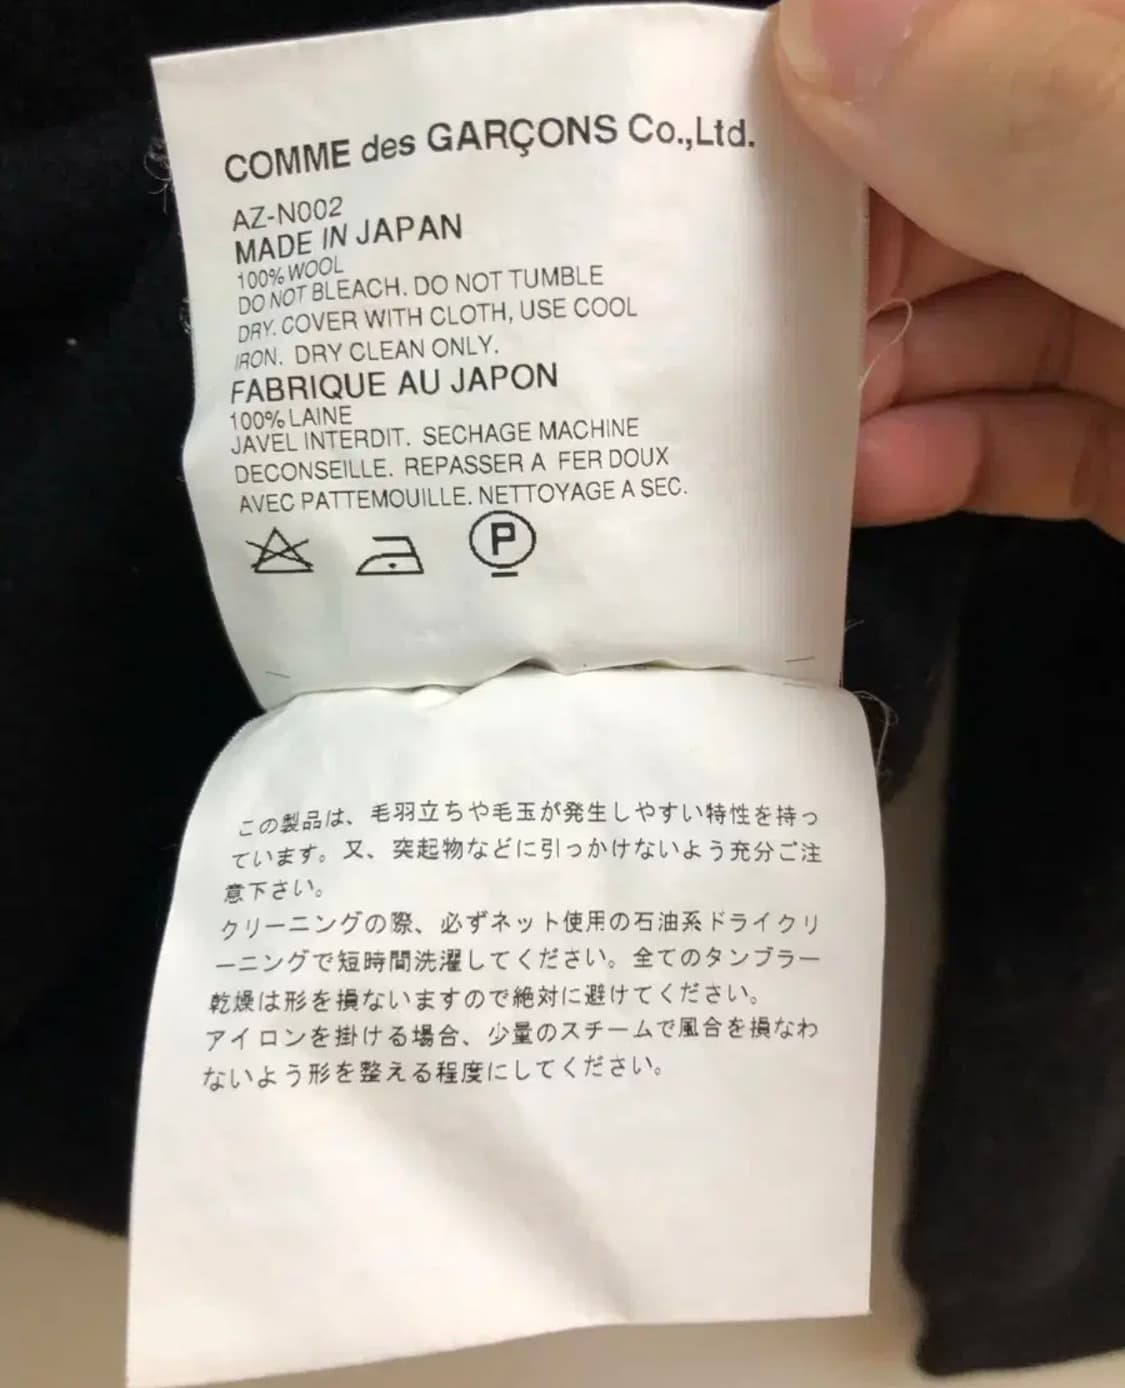 COMME des GARÇONS Co.,Ltd.
AZ-N002
MADE IN JAPAN
100% WOOL
DO NOT BLEACH. DO NOT TUMBLE
DRY. COVER WITH CLOTH, USE COOL
IRON. DRY CLEAN ONLY.
FABRIQUE AU JAPON
100% LAINE
JAVEL INTERDIT. SECHAGE MACHINE
DECONSEILLE. REPASSER A FER DOUX
AVEC PATTEMOUILLE. NETTOYAGE A SEC.
P
この製品は、毛羽立ちや毛玉が発生しやすい特性を持っ
ています。又、突起物などに引っかけないよう充分ご注
意下さい。
クリーニングの際、必ずネット使用の石油系ドライクリ
ーニングで短時間洗濯してください。全てのタンブラー
乾燥は形を損ないますので絶対に避けてください。
アイロンを掛ける場合、少量のスチームで風合を損なわ
ないよう形を整える程度にしてください。